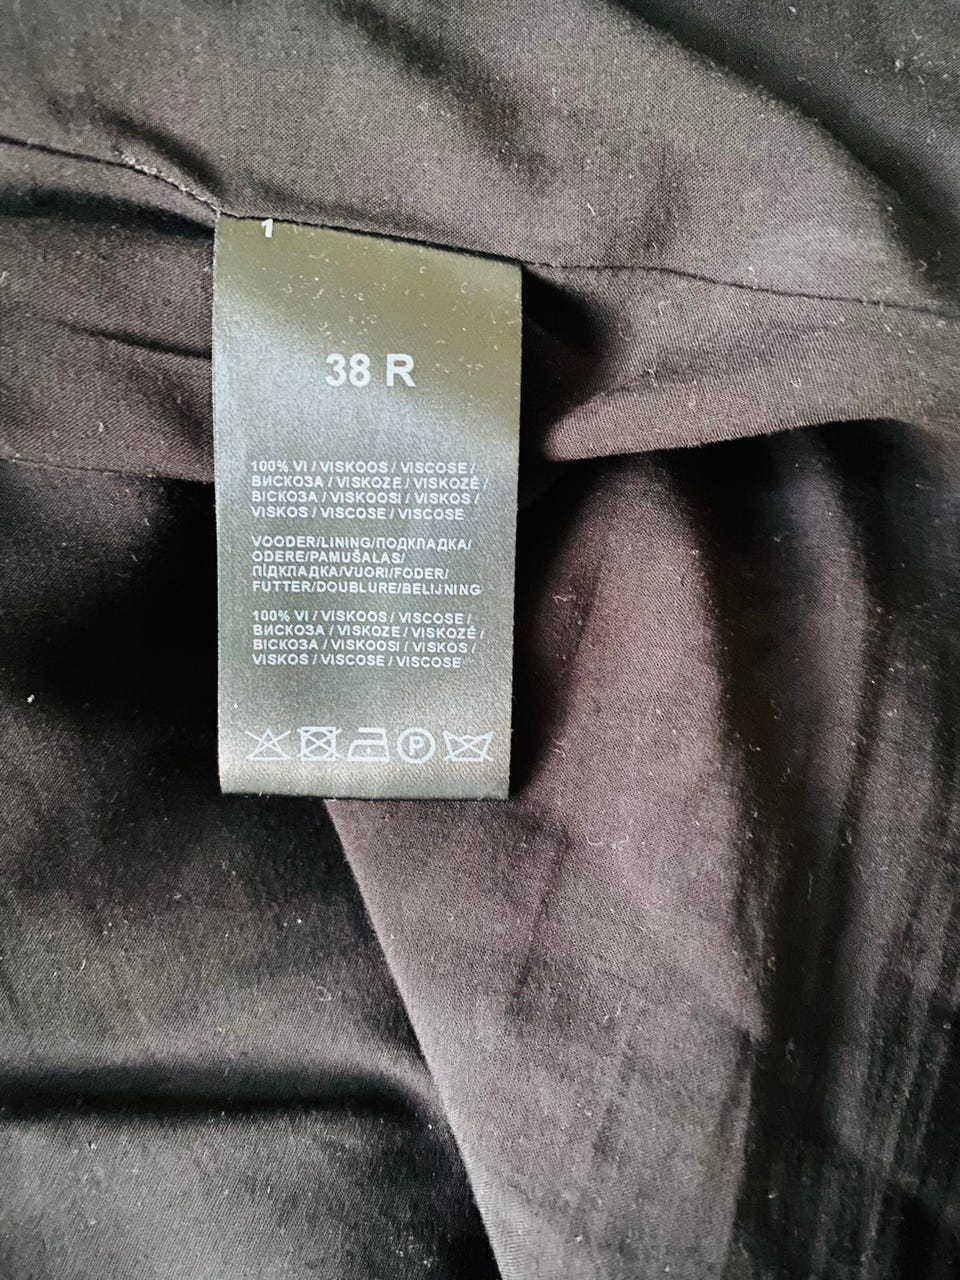 1
38 R
100% VI / VISKOOS / VISCOSE /
ВИСКОЗА / VISKOZE / VISKOZĖ /
ВІСКОЗА / VISKOOSI / VISKOS /
VISKOS / VISCOSE / VISCOSE
VOODER/LINING/ПОДКЛАДКА/
ODERE/PAMUŠALAS/
ПІДКЛАДКА/VUORI/FODER/
FUTTER/DOUBLURE/BELIJNING
100% VI / VISKOOS / VISCOSE /
ВИСКОЗА / VISKOZE / VISKOZĖ /
ВІСКОЗА / VISKOOSI / VISKOS /
VISKOS / VISCOSE / VISCOSE
P